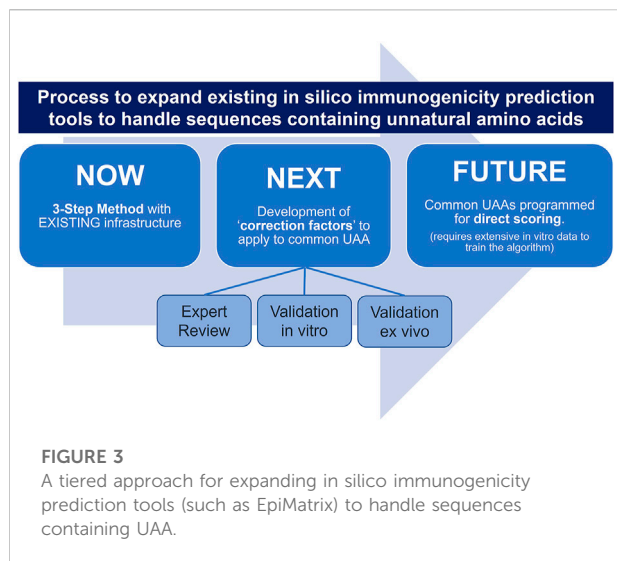 Process to expand existing in silico immunogenicity prediction
tools to handle sequences containing unnatural amino acids
NOW
3-Step Method with
EXISTING infrastructure
NEXT
Development of
'correction factors' to
apply to common UAA
FUTURE
Common UAAs programmed
for direct scoring.
(requires extensive in vitro data to
train the algorithm)
Expert
Review
Validation
in vitro
Validation
ex vivo
FIGURE 3
A tiered approach for expanding in silico immunogenicity
prediction tools (such as EpiMatrix) to handle sequences
containing UAA.